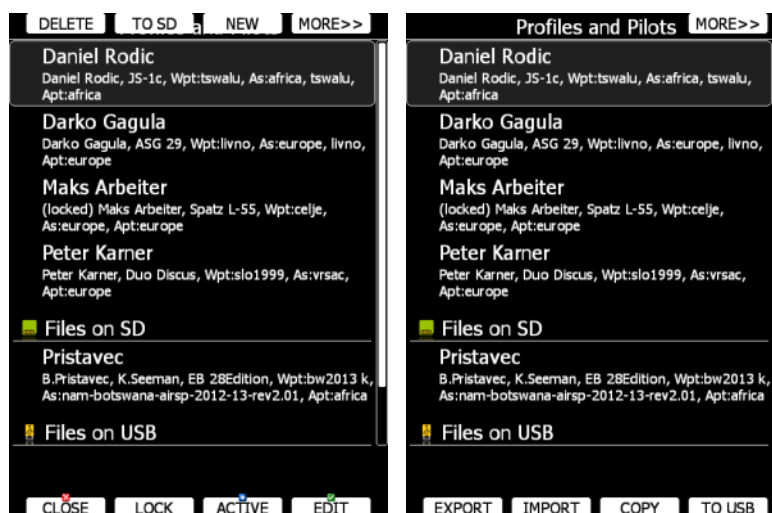 DELETE TO SD NEW MORE>>
Daniel Rodic
Daniel Rodic, JS-1c, Wpt:tswalu, As:africa, tswalu,
Apt:africa
Darko Gagula
Darko Gagula, ASG 29, Wpt:livno, As:europe, livno,
Apt:europe
Maks Arbeiter
(locked) Maks Arbeiter, Spatz L-55, Wpt:celje,
As:europe, Apt:europe
Peter Karner
Peter Karner, Duo Discus, Wpt:slo1999, As:vrsac,
Apt:europe
Files on SD
Pristavec
B.Pristavec, K.Seeman, EB 28Edition, Wpt:bw2013 k,
As:nam-botswana-airsp-2012-13-rev2.01, Apt:africa
Files on USB
CLOSE LOCK ACTIVE EDIT
Profiles and Pilots MORE>>
Daniel Rodic
Daniel Rodic, JS-1c, Wpt:tswalu, As:africa, tswalu,
Apt:africa
Darko Gagula
Darko Gagula, ASG 29, Wpt:livno, As:europe, livno,
Apt:europe
Maks Arbeiter
(locked) Maks Arbeiter, Spatz L-55, Wpt:celje,
As:europe, Apt:europe
Peter Karner
Peter Karner, Duo Discus, Wpt:slo1999, As:vrsac,
Apt:europe
Files on SD
Pristavec
B.Pristavec, K.Seeman, EB 28Edition, Wpt:bw2013 k,
As:nam-botswana-airsp-2012-13-rev2.01, Apt:africa
Files on USB
EXPORT IMPORT COPY TO USB